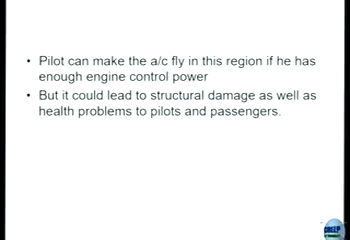 • Pilot can make the a/c fly in this region if he has
enough engine control power
• But it could lead to structural damage as well as
health problems to pilots and passengers.